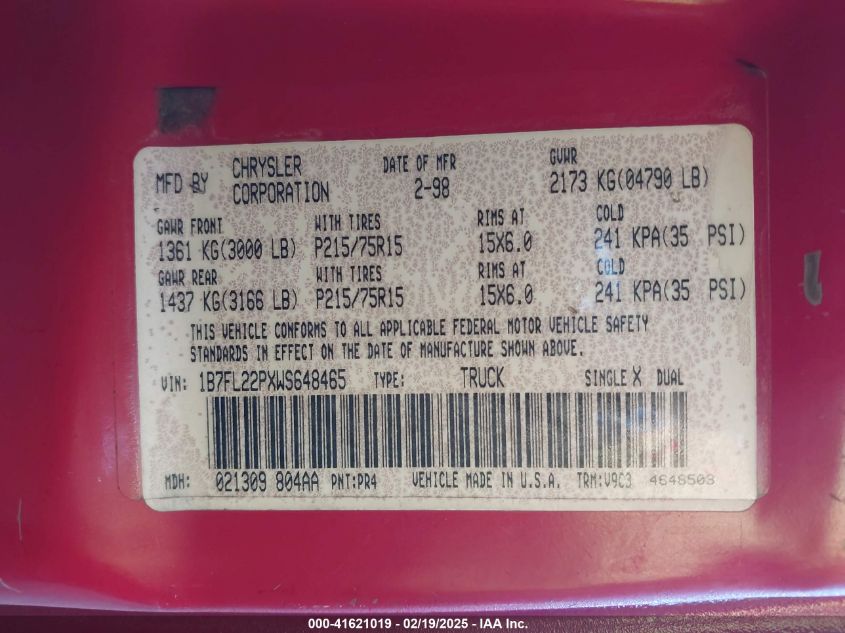 MFD BY CHRYSLER CORPORATION DATE OF MFR 2-98 GVWR 2173 KG(04790 LB)
GAWR FRONT WITH TIRES RIMS AT COLD
1361 KG(3000 LB) P215/75R15 15X6.0 241 KPA(35 PSI)
GAWR REAR WITH TIRES RIMS AT COLD
1437 KG(3166 LB) P215/75R15 15X6.0 241 KPA(35 PSI)
THIS VEHICLE CONFORMS TO ALL APPLICABLE FEDERAL MOTOR VEHICLE SAFETY
STANDARDS IN EFFECT ON THE DATE OF MANUFACTURE SHOWN ABOVE.
VIN: 1B7FL22PXWS648465 TYPE: TRUCK SINGLE X DUAL
MDH: 021309 804AA PNT:PR4 VEHICLE MADE IN U.S.A. TRM:V9C3 4648503
000-41621019 - 02/19/2025 - IAA Inc.